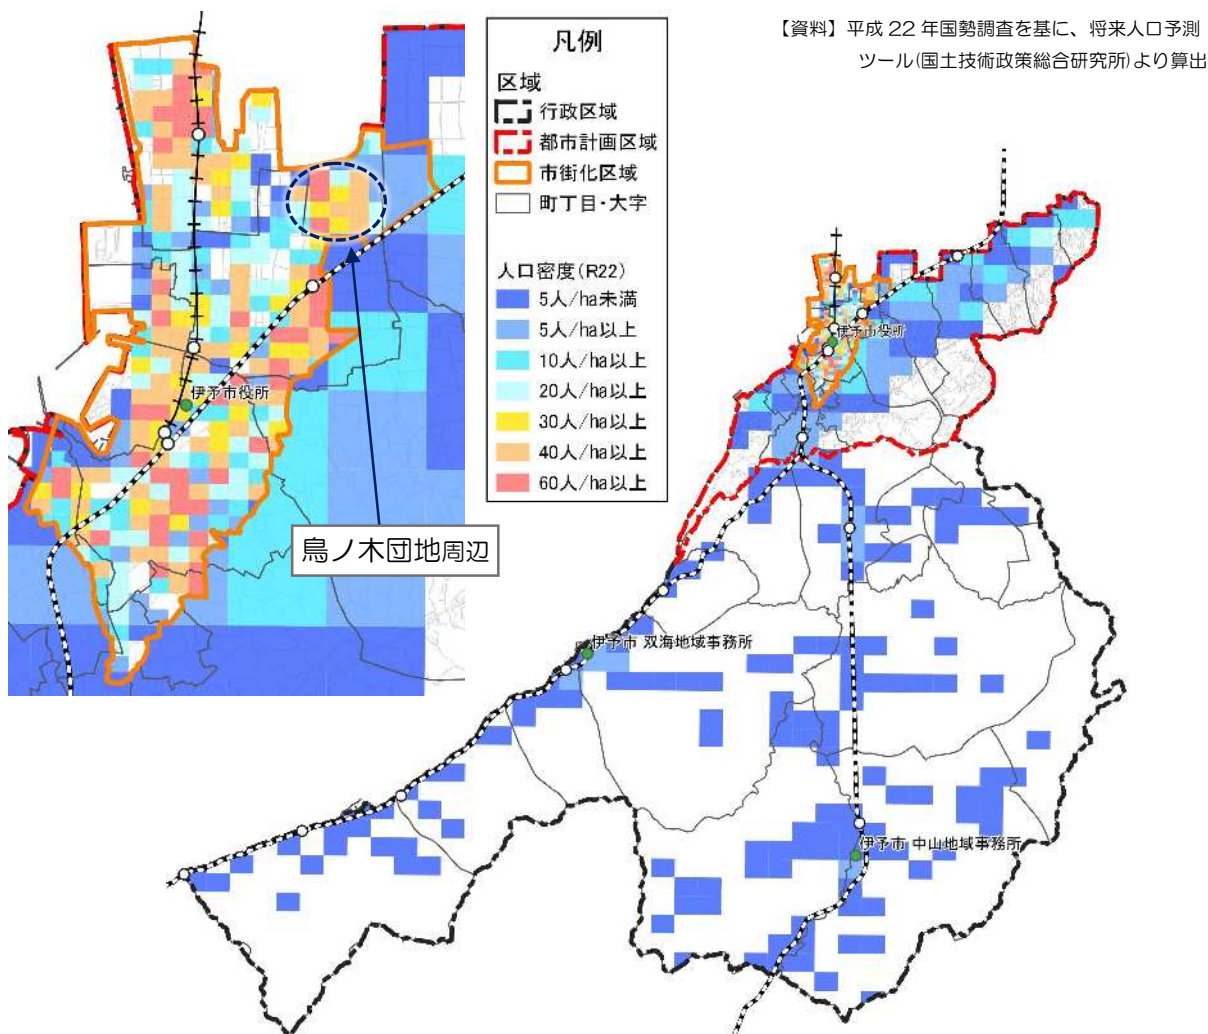 【資料】平成 22 年国勢調査を基に、将来人口予測
ツール(国土技術政策総合研究所)より算出
凡例
区域
行政区域
都市計画区域
市街化区域
町丁目・大字
人口密度(R22)
5人/ha未満
5人/ha以上
10人/ha以上
20人/ha以上
30人/ha以上
40人/ha以上
60人/ha以上
伊予市役所
鳥ノ木団地周辺
伊予市役所
伊予市 双海地域事務所
伊予市 中山地域事務所